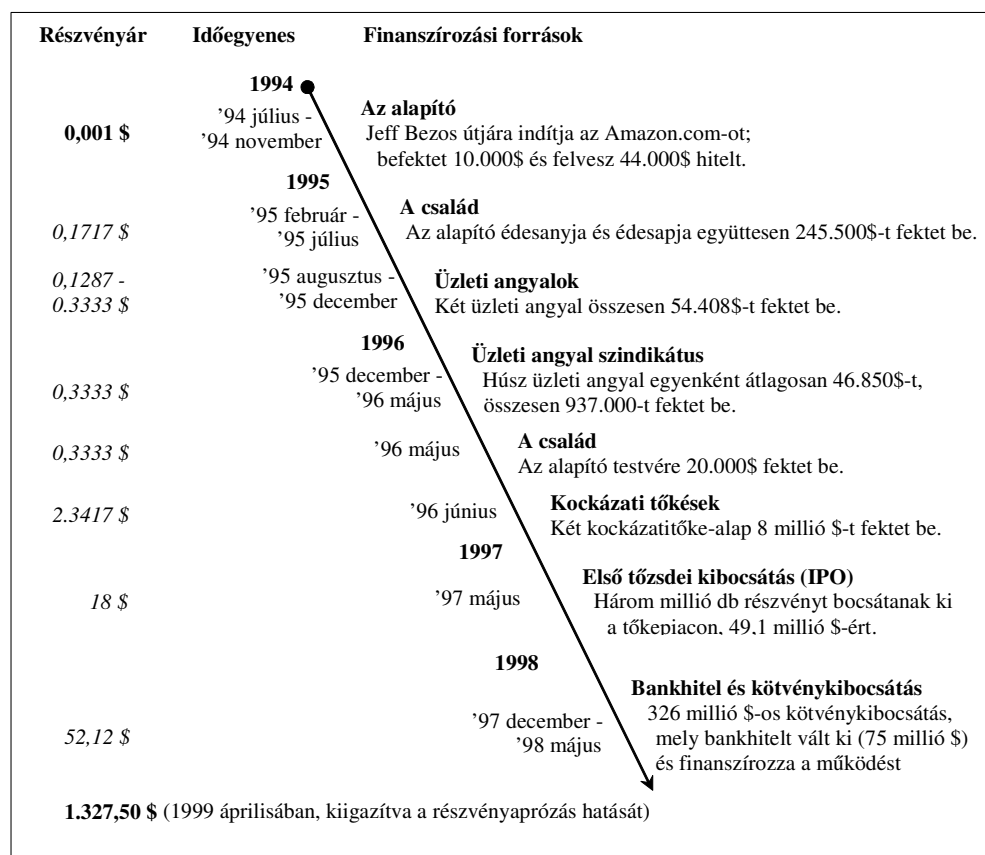 Részvényár Időegyenes Finanszírozási források
1994
Az alapító
0,001 $ ’94 július - Jeff Bezos útjára indítja az Amazon.com-ot;
’94 november befektet 10.000$ és felvesz 44.000$ hitelt.
1995
A család
0,1717 $ ’95 február - Az alapító édesanyja és édesapja együttesen 245.500$-t fektet be.
’95 július
0,1287 - ’95 augusztus - Üzleti angyalok
0.3333 $ ’95 december Két üzleti angyal összesen 54.408$-t fektet be.
1996
Üzleti angyal szindikátus
’95 december - Húsz üzleti angyal egyenként átlagosan 46.850$-t,
0,3333 $ ’96 május összesen 937.000-t fektet be.
A család
0,3333 $ ’96 május Az alapító testvére 20.000$ fektet be.
Kockázati tőkések
2.3417 $ ’96 június Két kockázatitőke-alap 8 millió $-t fektet be.
1997
Első tőzsdei kibocsátás (IPO)
18 $ ’97 május Három millió db részvényt bocsátanak ki
a tőkepiacon, 49,1 millió $-ért.
1998
Bankhitel és kötvénykibocsátás
’97 december - 326 millió $-os kötvénykibocsátás,
52,12 $ ’98 május mely bankhitelt vált ki (75 millió $)
és finanszírozza a működést
1.327,50 $ (1999 áprilisában, kiigazítva a részvényaprózás hatását)